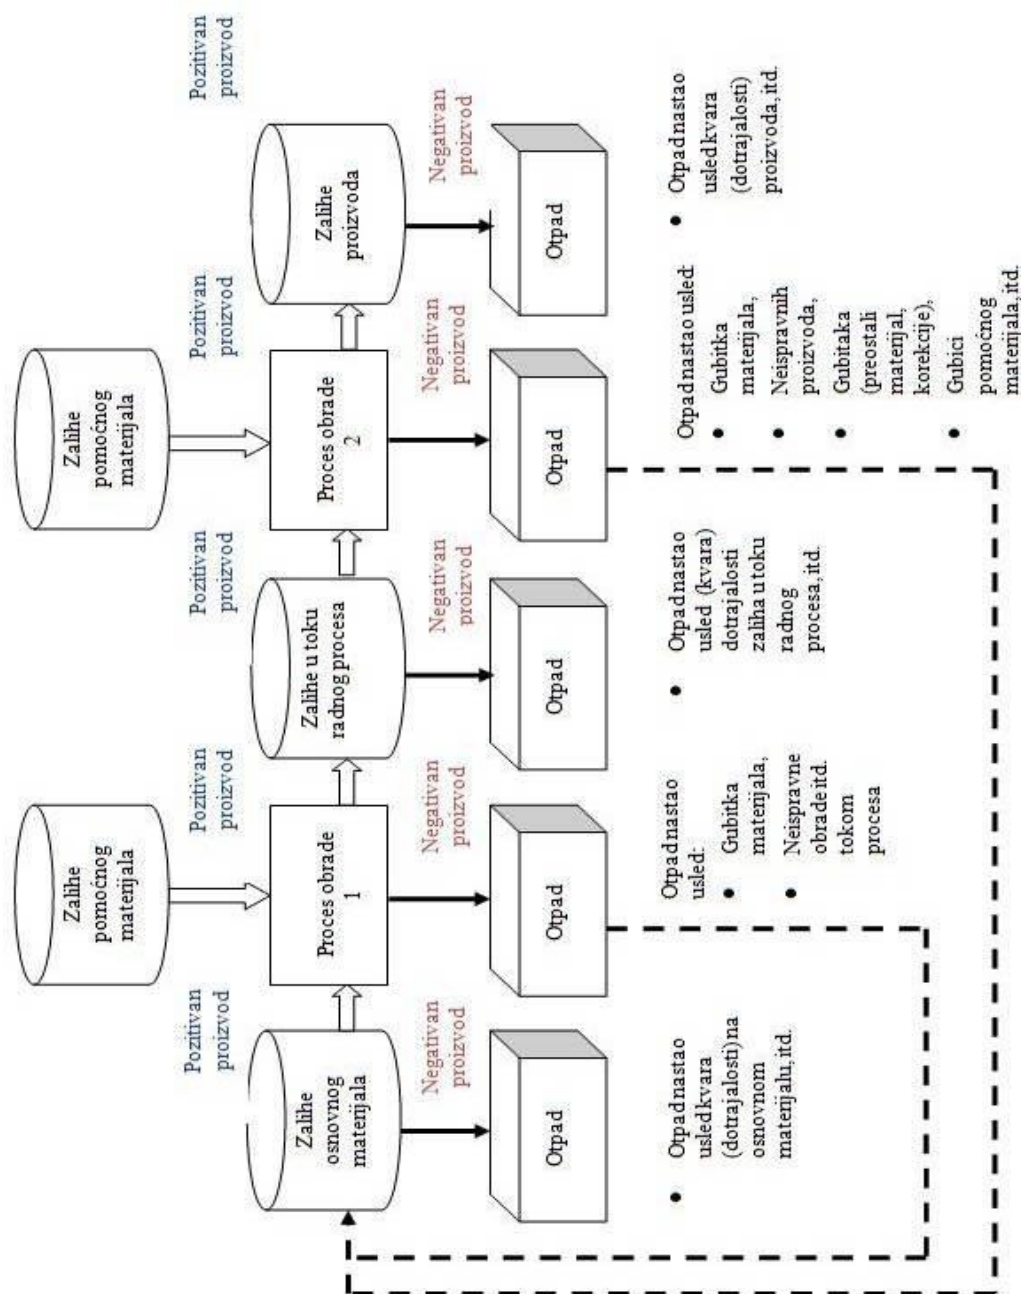 Zalihe
pomoćnog
materijala
Zalihe
pomoćnog
materijala
Pozitivan
proizvod
Pozitivan
proizvod
Pozitivan
proizvod
Pozitivan
proizvod
Pozitivan
proizvod
Zalihe
osnovnog
materijala
Proces obrade
1
Zalihe u toku
radnog procesa
Proces obrade
2
Zalihe
proizvoda
Negativan
proizvod
Negativan
proizvod
Negativan
proizvod
Negativan
proizvod
Negativan
proizvod
Otpad
Otpad
Otpad
Otpad
Otpad
• Otpad nastao
usled kvara
(dotrajalosti) na
osnovnom
materijalu, itd.
Otpad nastao
usled:
• Gubitka
materijala,
• Neispravne
obrade itd.
tokom
procesa
• Otpad nastao
usled (kvara)
dotrajalosti
zaliha u toku
radnog
procesa, itd.
Otpad nastao usled:
• Gubitka
materijala,
• Neispravnih
proizvoda,
• Gubitaka
(preostali
materijal,
korekcije),
• Gubici
pomoćnog
materijala, itd.
• Otpad nastao
usled kvara
(dotrajalosti)
proizvoda, itd.